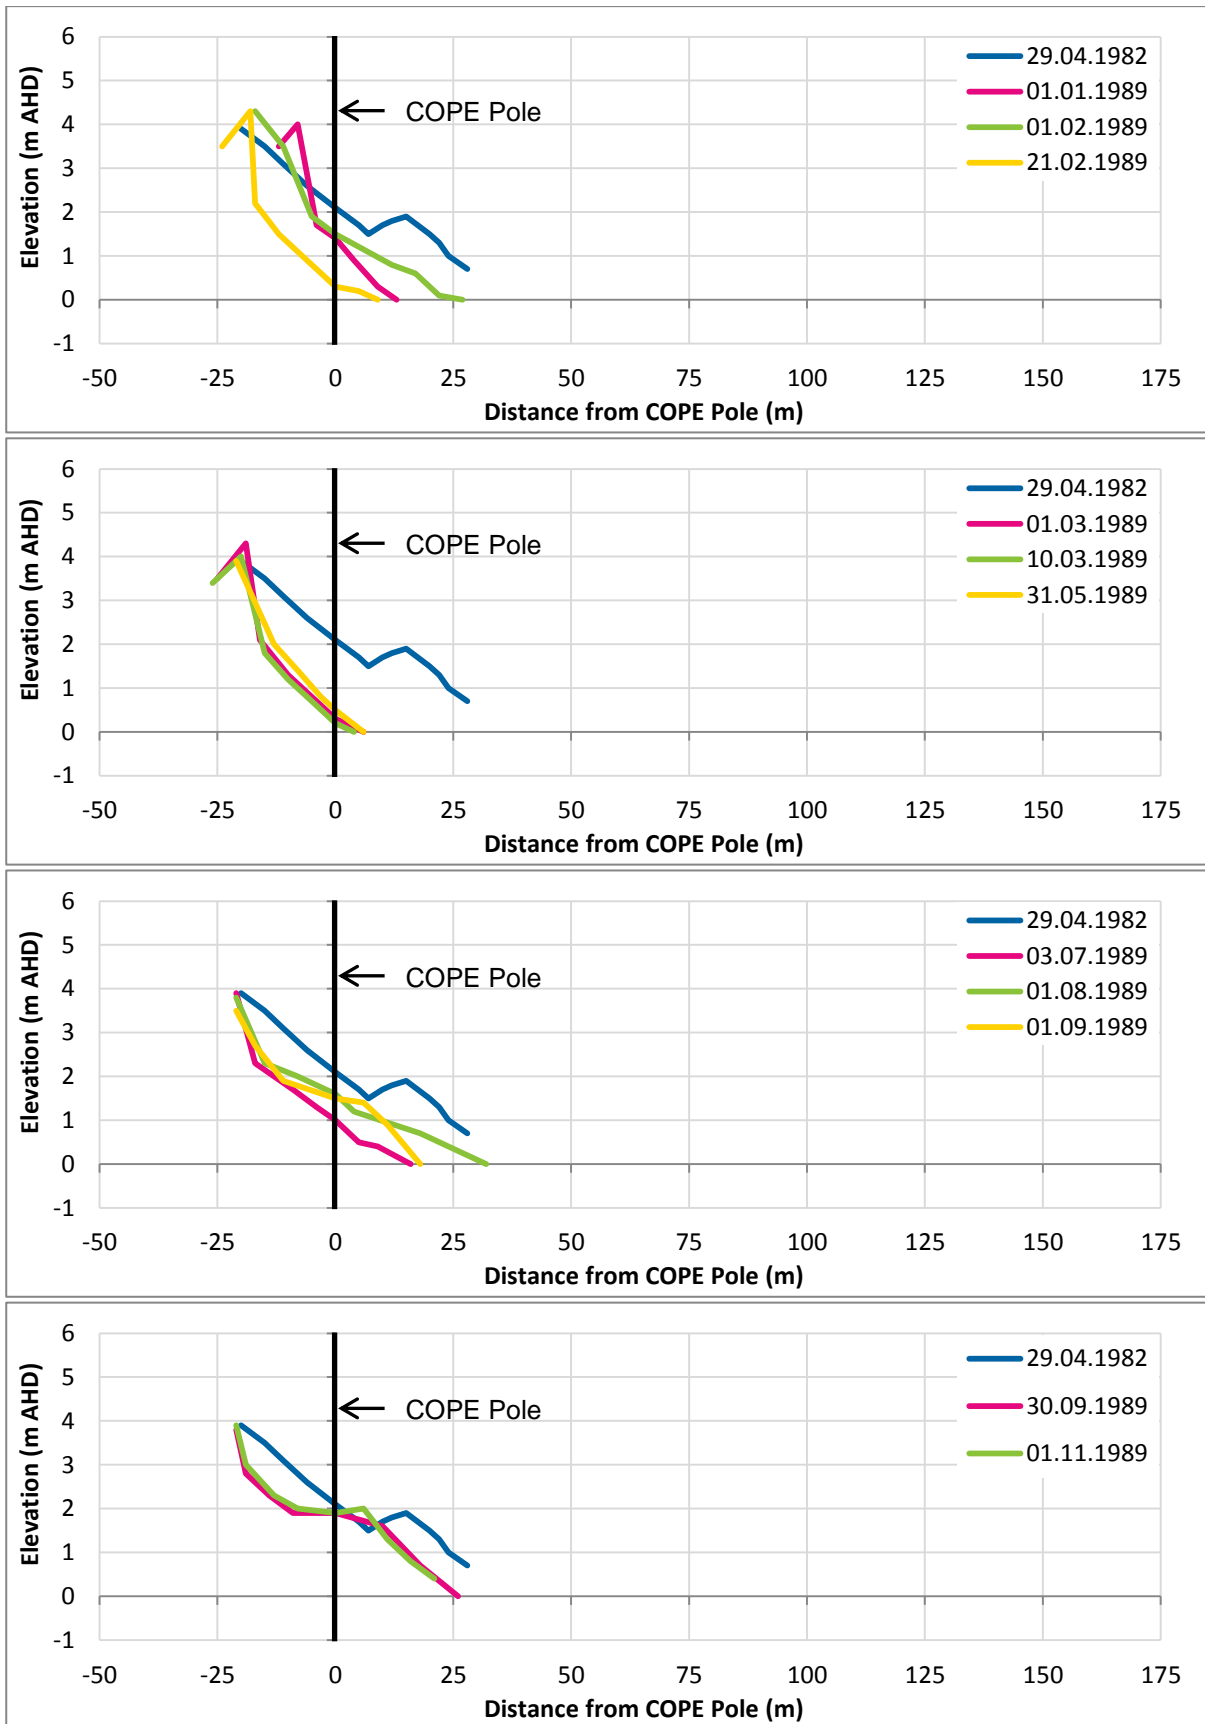 6
5
4
3
2
1
0
-1
Elevation (m AHD)
COPE Pole
29.04.1982
01.01.1989
01.02.1989
21.02.1989
-50 -25 0 25 50 75 100 125 150 175
Distance from COPE Pole (m)
6
5
4
3
2
1
0
-1
Elevation (m AHD)
COPE Pole
29.04.1982
01.03.1989
10.03.1989
31.05.1989
-50 -25 0 25 50 75 100 125 150 175
Distance from COPE Pole (m)
6
5
4
3
2
1
0
-1
Elevation (m AHD)
COPE Pole
29.04.1982
03.07.1989
01.08.1989
01.09.1989
-50 -25 0 25 50 75 100 125 150 175
Distance from COPE Pole (m)
6
5
4
3
2
1
0
-1
Elevation (m AHD)
COPE Pole
29.04.1982
30.09.1989
01.11.1989
-50 -25 0 25 50 75 100 125 150 175
Distance from COPE Pole (m)